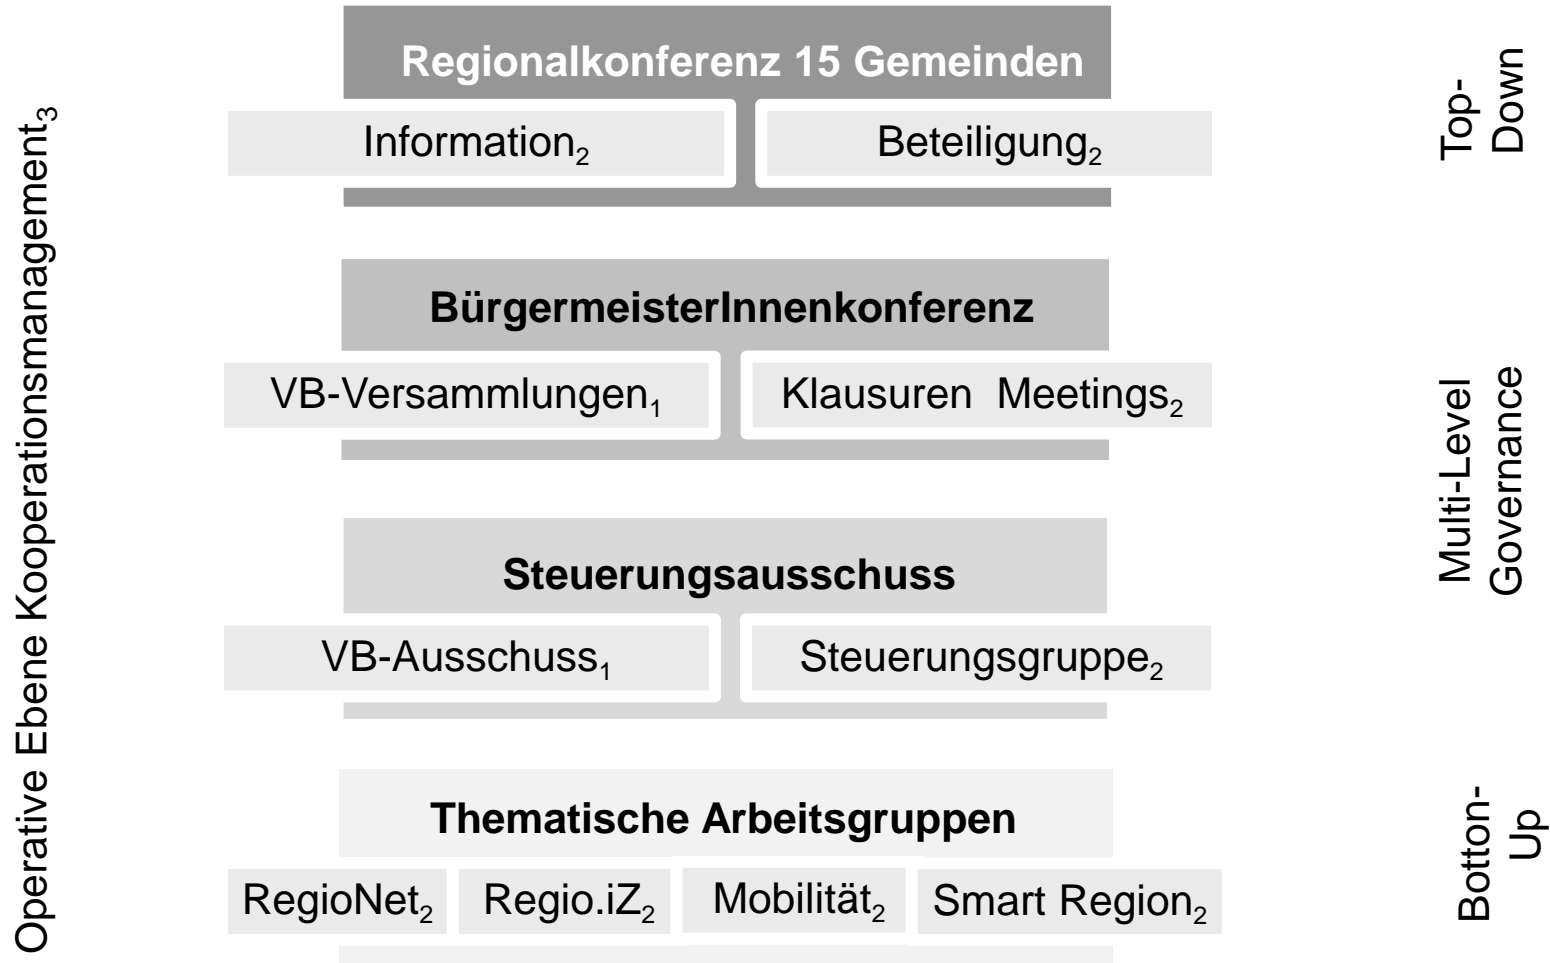 Operative Ebene Kooperationsmanagement₃
Regionalkonferenz 15 Gemeinden
Information₂
Beteiligung₂
BürgermeisterInnenkonferenz
VB-Versammlungen₁
Klausuren Meetings₂
Steuerungsausschuss
VB-Ausschuss₁
Steuerungsgruppe₂
Thematische Arbeitsgruppen
RegioNet₂
Regio.iZ₂
Mobilität₂
Smart Region₂
Top-
Down
Multi-Level
Governance
Botton-
Up